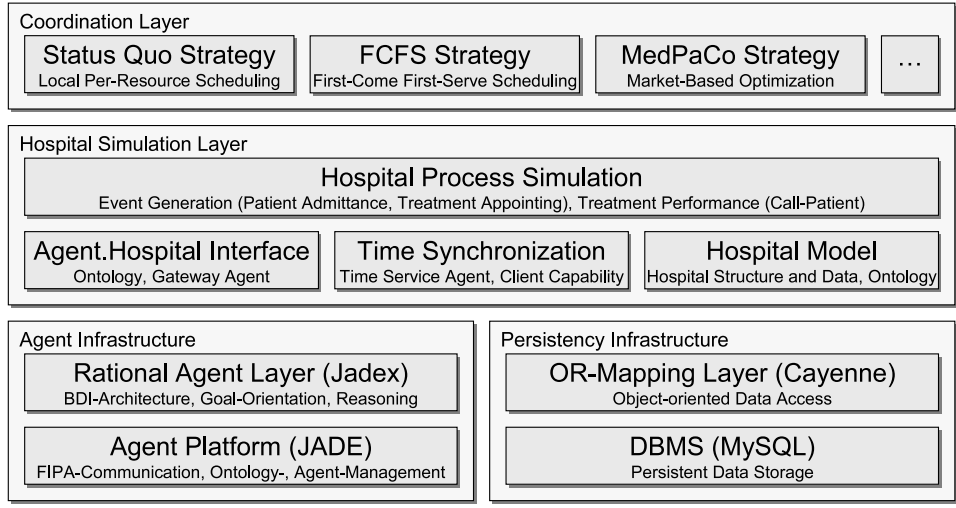 Coordination Layer
Status Quo Strategy
Local Per-Resource Scheduling
FCFS Strategy
First-Come First-Serve Scheduling
MedPaCo Strategy
Market-Based Optimization
...
Hospital Simulation Layer
Hospital Process Simulation
Event Generation (Patient Admittance, Treatment Appointing), Treatment Performance (Call-Patient)
Agent.Hospital Interface
Ontology, Gateway Agent
Time Synchronization
Time Service Agent, Client Capability
Hospital Model
Hospital Structure and Data, Ontology
Agent Infrastructure
Rational Agent Layer (Jadex)
BDI-Architecture, Goal-Orientation, Reasoning
Agent Platform (JADE)
FIPA-Communication, Ontology-, Agent-Management
Persistency Infrastructure
OR-Mapping Layer (Cayenne)
Object-oriented Data Access
DBMS (MySQL)
Persistent Data Storage